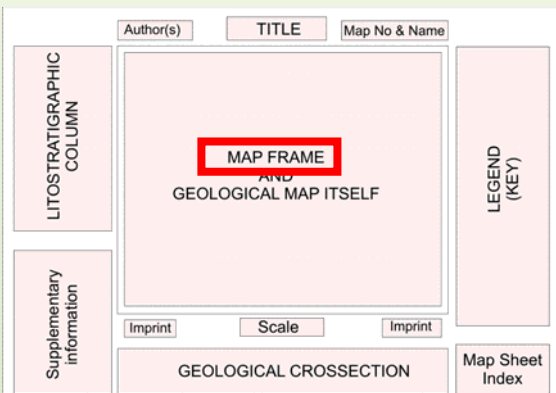 Author(s)
TITLE
Map No & Name
LITOSTRATIGRAPHIC
COLUMN
MAP FRAME
AND
GEOLOGICAL MAP ITSELF
LEGEND
(KEY)
Supplementary
information
Imprint
Scale
Imprint
GEOLOGICAL CROSSECTION
Map Sheet
Index